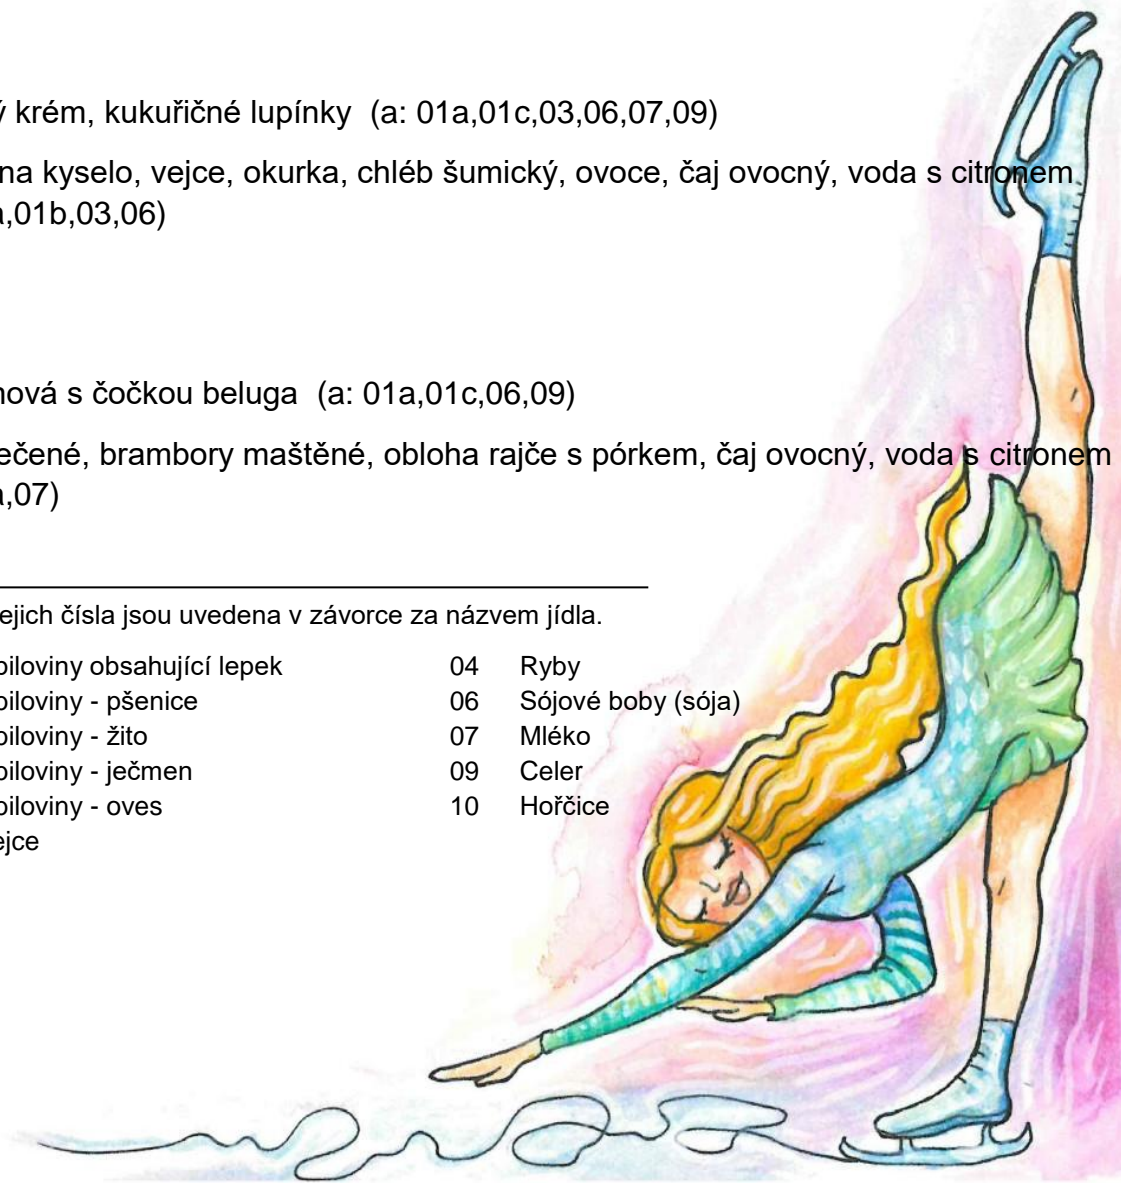 ý krém, kukuřičné lupínky (a: 01a,01c,03,06,07,09)
na kyselo, vejce, okurka, chléb šumický, ovoce, čaj ovocný, voda s citronem
,01b,03,06)
nová s čočkou beluga (a: 01a,01c,06,09)
ečené, brambory maštěné, obloha rajče s pórkem, čaj ovocný, voda s citronem
,07)
ejich čísla jsou uvedena v závorce za názvem jídla.
biloviny obsahující lepek 04 Ryby
biloviny - pšenice 06 Sójové boby (sója)
biloviny - žito 07 Mléko
biloviny - ječmen 09 Celer
biloviny - oves 10 Hořčice
ejce